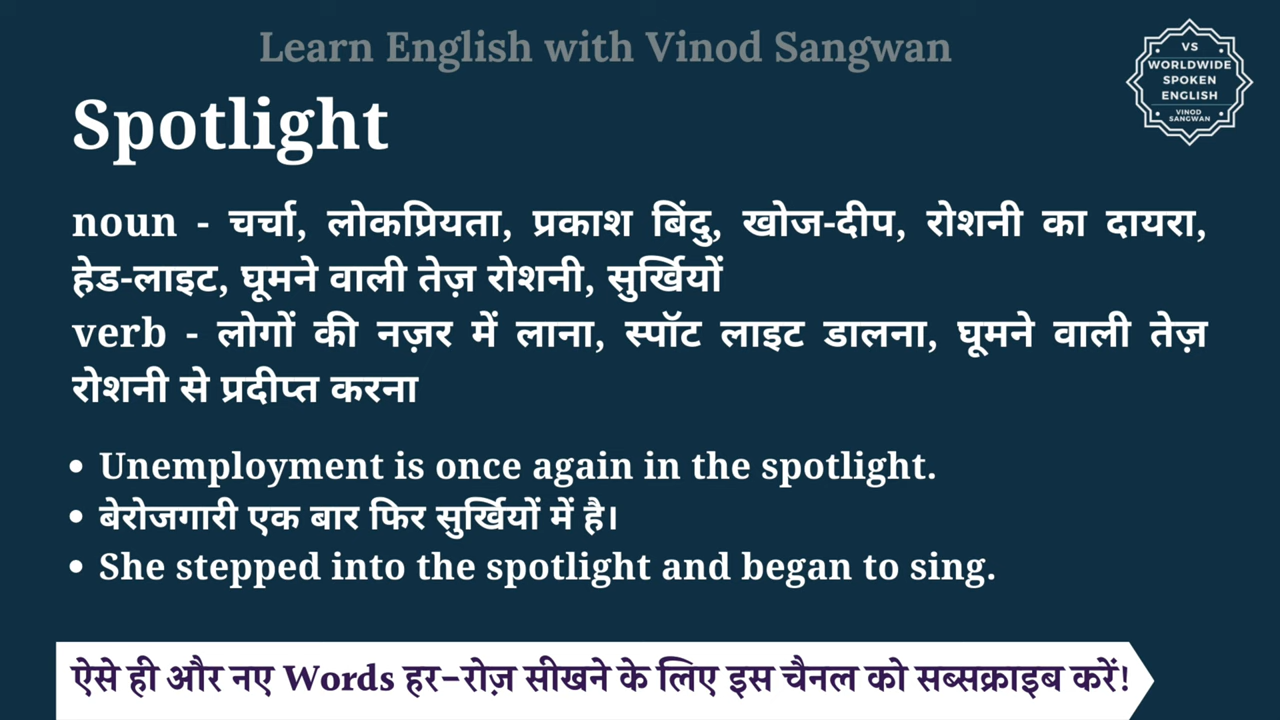 Learn English with Vinod Sangwan
VS
WORLDWIDE
SPOKEN
ENGLISH
VINOD
SANGWAN
Spotlight
noun - चर्चा, लोकप्रियता, प्रकाश बिंदु, खोज-दीप, रोशनी का दायरा,
हेड-लाइट, घूमने वाली तेज़ रोशनी, सुर्खियों
verb - लोगों की नज़र में लाना, स्पॉट लाइट डालना, घूमने वाली तेज़
रोशनी से प्रदीप्त करना
• Unemployment is once again in the spotlight.
• बेरोजगारी एक बार फिर सुर्खियों में है।
• She stepped into the spotlight and began to sing.
ऐसे ही और नए Words हर-रोज़ सीखने के लिए इस चैनल को सब्सक्राइब करें!